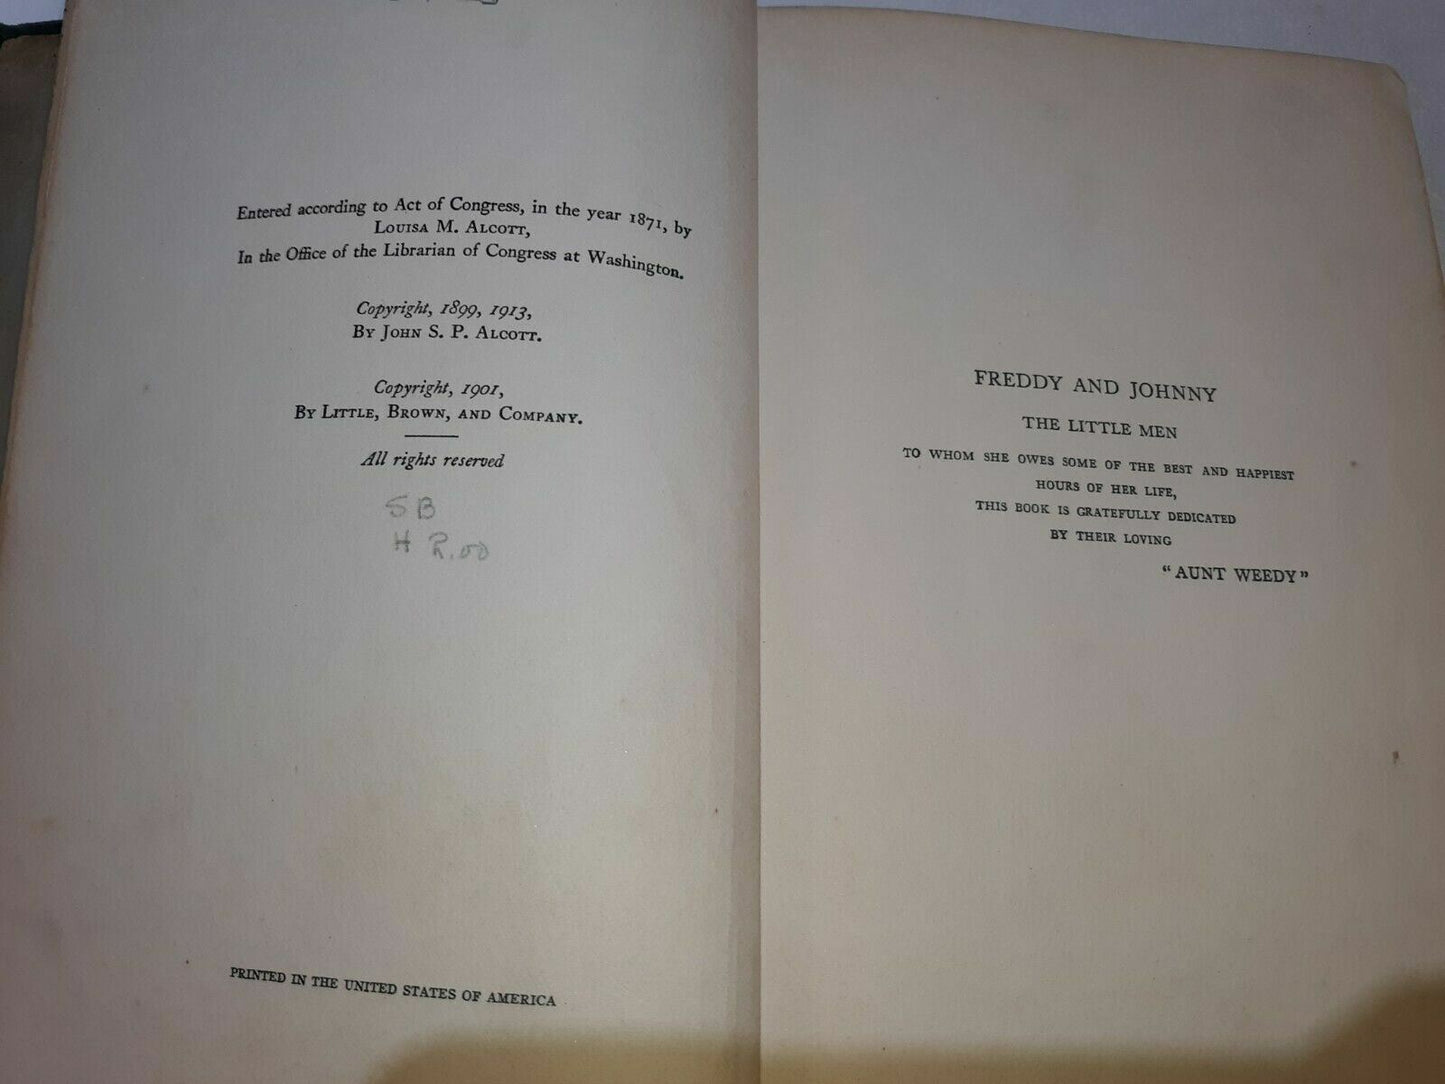 Entered according to Act of Congress, in the year 1871, by
LOUISA M. ALCOTT,
In the Office of the Librarian of Congress at Washington.
Copyright, 1899, 1913,
BY JOHN S. P. ALCOTT.
Copyright, 1901,
BY LITTLE, BROWN, AND COMPANY.
All rights reserved
SB
H 2.00
PRINTED IN THE UNITED STATES OF AMERICA
FREDDY AND JOHNNY
THE LITTLE MEN
TO WHOM SHE OWES SOME OF THE BEST AND HAPPIEST
HOURS OF HER LIFE,
THIS BOOK IS GRATEFULLY DEDICATED
BY THEIR LOVING
"AUNT WEEDY"